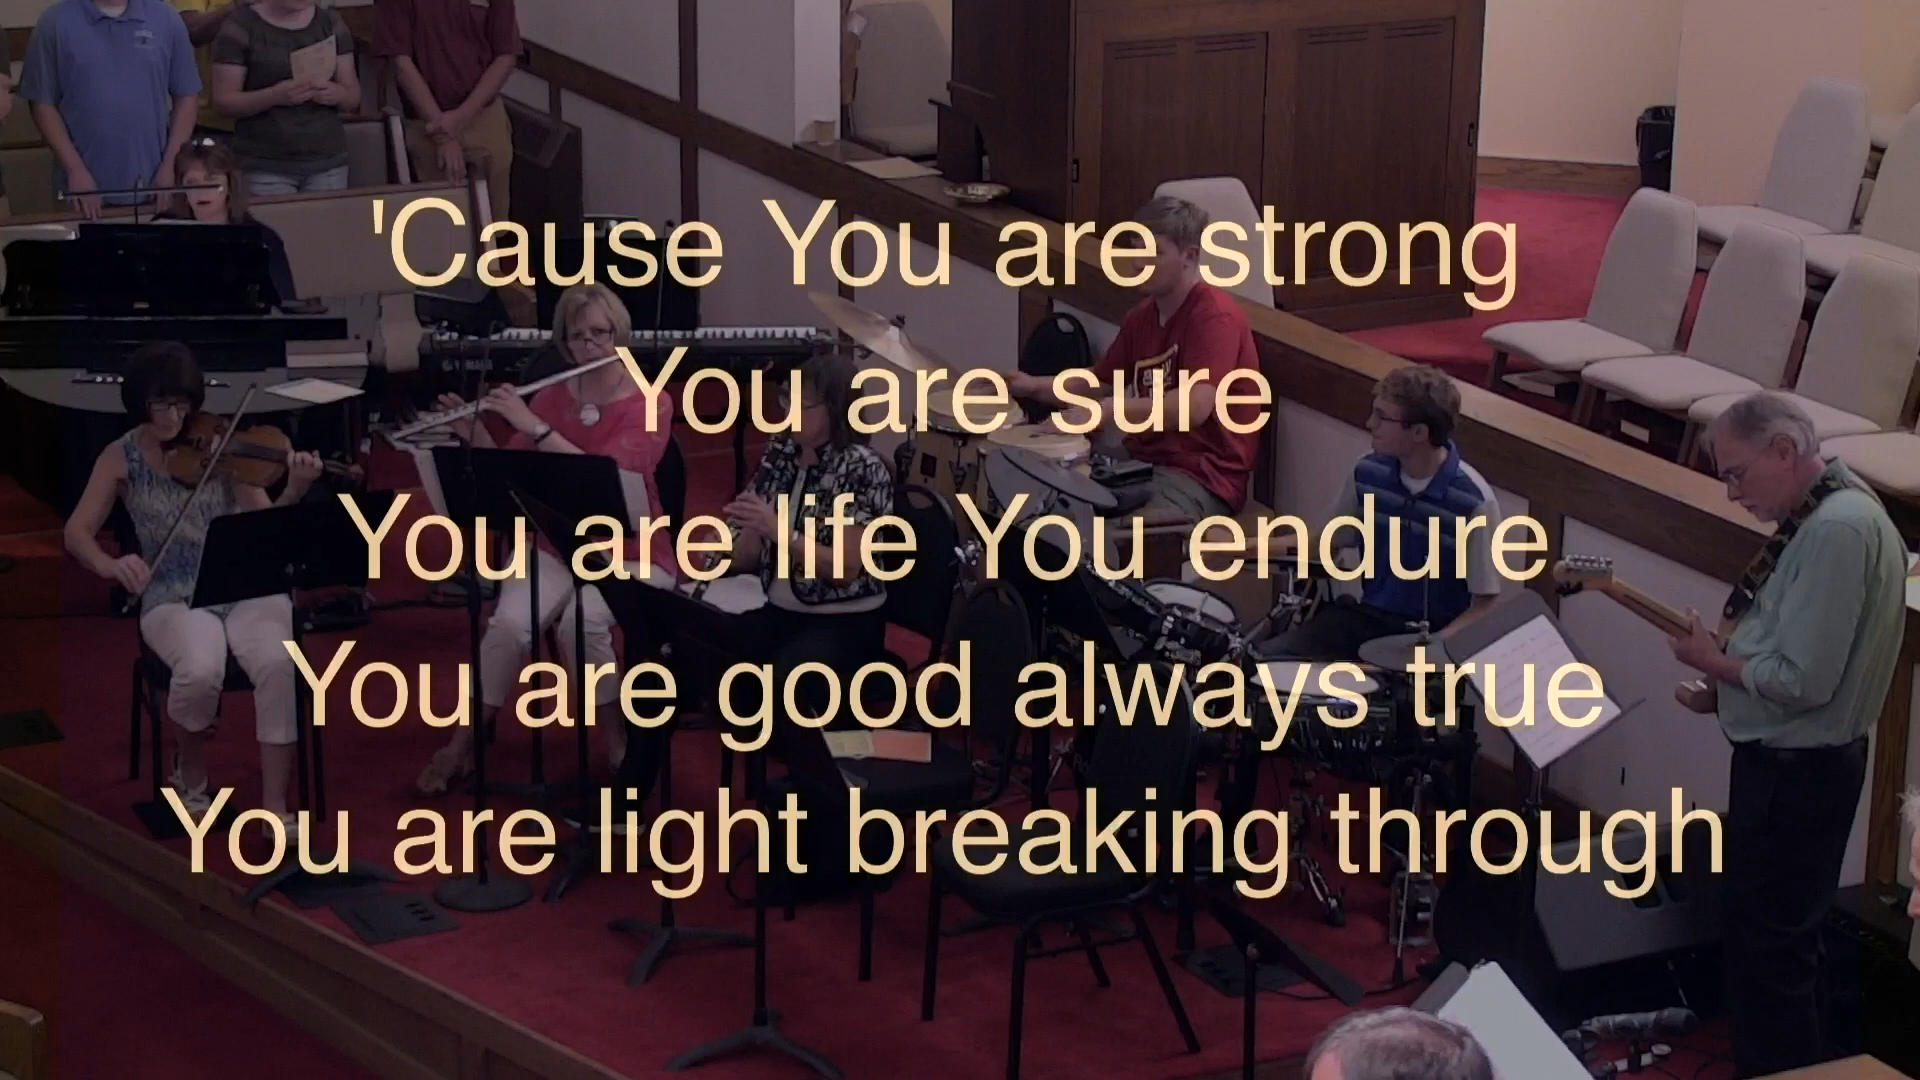 'Cause You are strong
You are sure
You are life You endure
You are good always true
You are light breaking through
YAMAHA